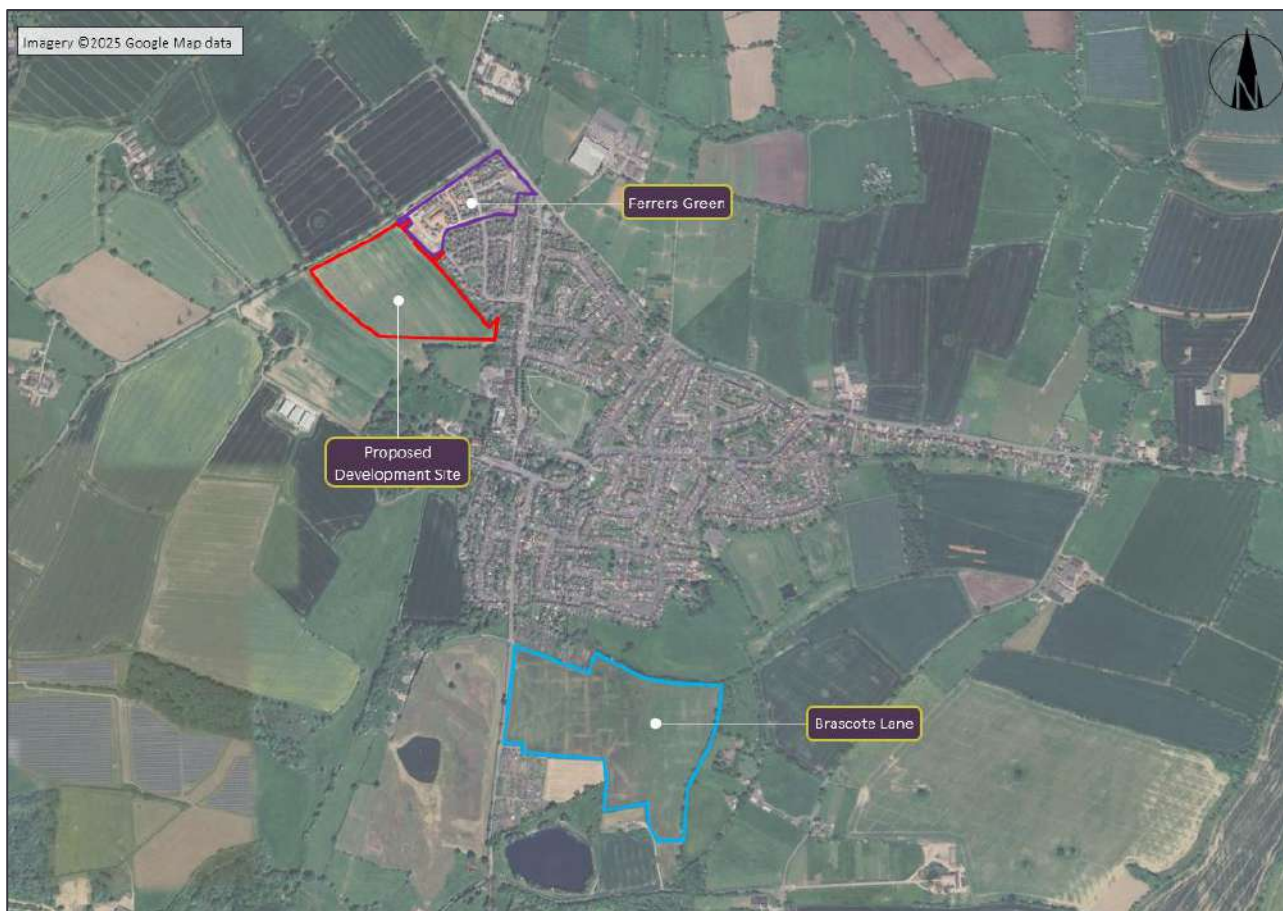 Imagery ©2025 Google Map data
N
Ferrers Green
Proposed
Development Site
Brascote Lane